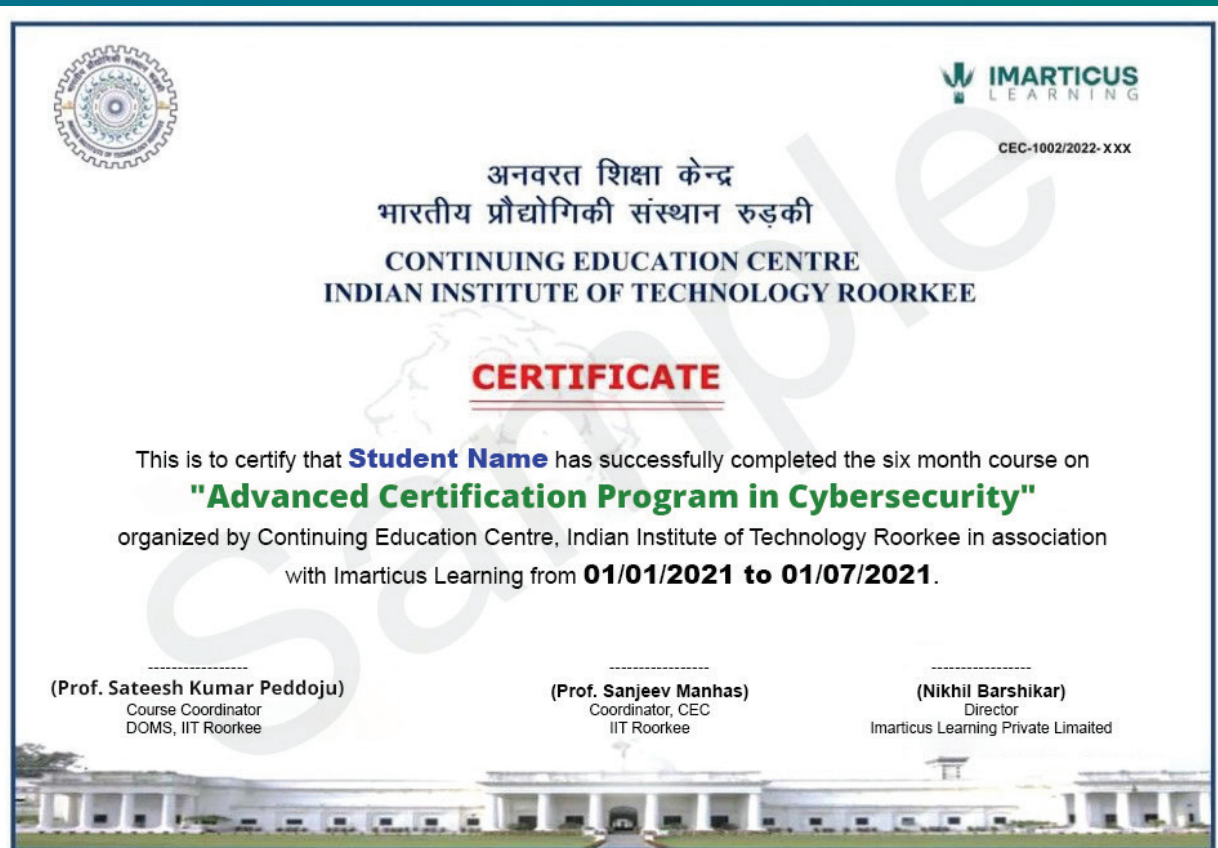 IMARTICUS
LEARNING
CEC-1002/2022-XXX
अनवरत शिक्षा केन्द्र
भारतीय प्रौद्योगिकी संस्थान रुड़की
CONTINUING EDUCATION CENTRE
INDIAN INSTITUTE OF TECHNOLOGY ROORKEE
CERTIFICATE
Sample
This is to certify that Student Name has successfully completed the six month course on
"Advanced Certification Program in Cybersecurity"
organized by Continuing Education Centre, Indian Institute of Technology Roorkee in association
with Imarticus Learning from 01/01/2021 to 01/07/2021.
(Prof. Sateesh Kumar Peddoju)
Course Coordinator
DOMS, IIT Roorkee
(Prof. Sanjeev Manhas)
Coordinator, CEC
IIT Roorkee
(Nikhil Barshikar)
Director
Imarticus Learning Private Limaited